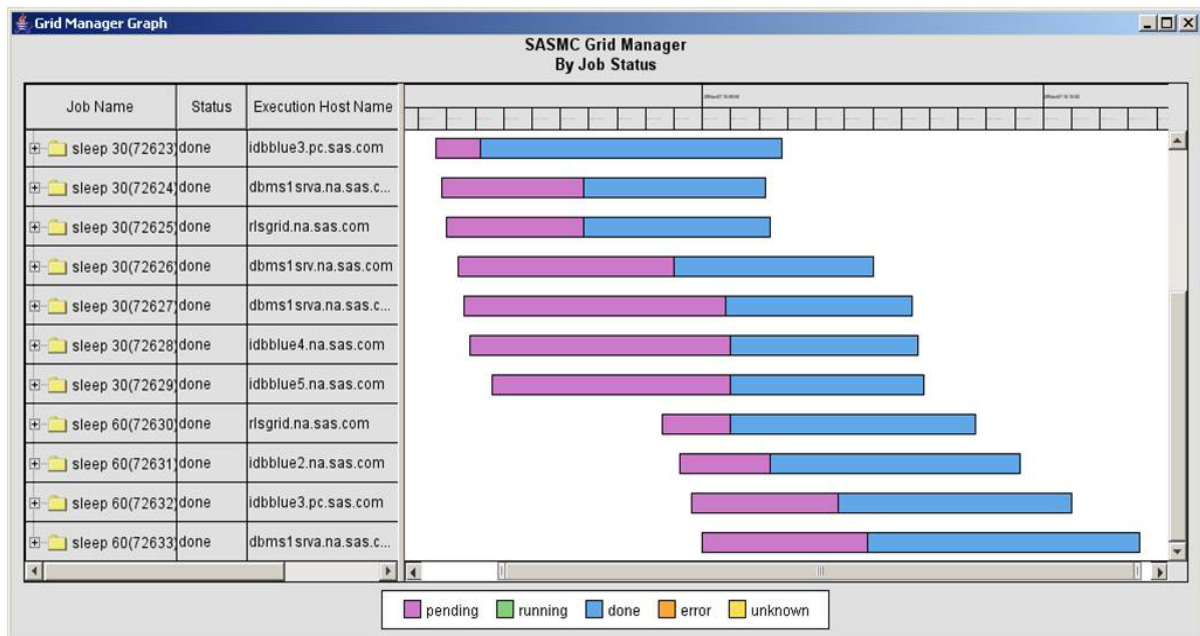 Grid Manager Graph
SASMC Grid Manager
By Job Status
Job Name Status Execution Host Name
sleep 30(72623) done idbblue3.pc.sas.com
sleep 30(72624) done dbms1srva.na.sas.c...
sleep 30(72625) done rlsgrid.na.sas.com
sleep 30(72626) done dbms1srv.na.sas.com
sleep 30(72627) done dbms1srva.na.sas.c...
sleep 30(72628) done idbblue4.na.sas.com
sleep 30(72629) done idbblue5.na.sas.com
sleep 60(72630) done rlsgrid.na.sas.com
sleep 60(72631) done idbblue2.na.sas.com
sleep 60(72632) done idbblue3.pc.sas.com
sleep 60(72633) done dbms1srva.na.sas.c...
pending running done error unknown